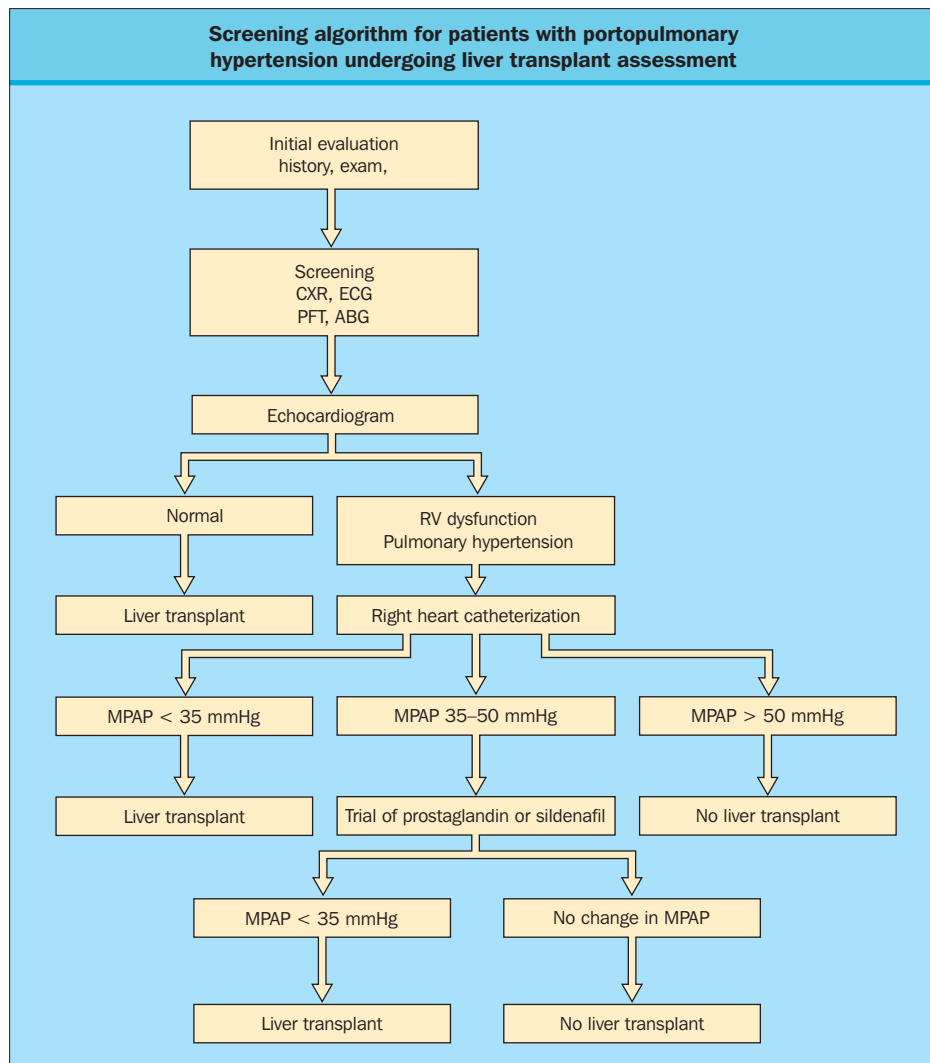 Screening algorithm for patients with portopulmonary
hypertension undergoing liver transplant assessment
Initial evaluation
history, exam,
Screening
CXR, ECG
PFT, ABG
Echocardiogram
Normal
RV dysfunction
Pulmonary hypertension
Liver transplant
Right heart catheterization
MPAP < 35 mmHg
MPAP 35–50 mmHg
MPAP > 50 mmHg
Liver transplant
Trial of prostaglandin or sildenafil
No liver transplant
MPAP < 35 mmHg
No change in MPAP
Liver transplant
No liver transplant